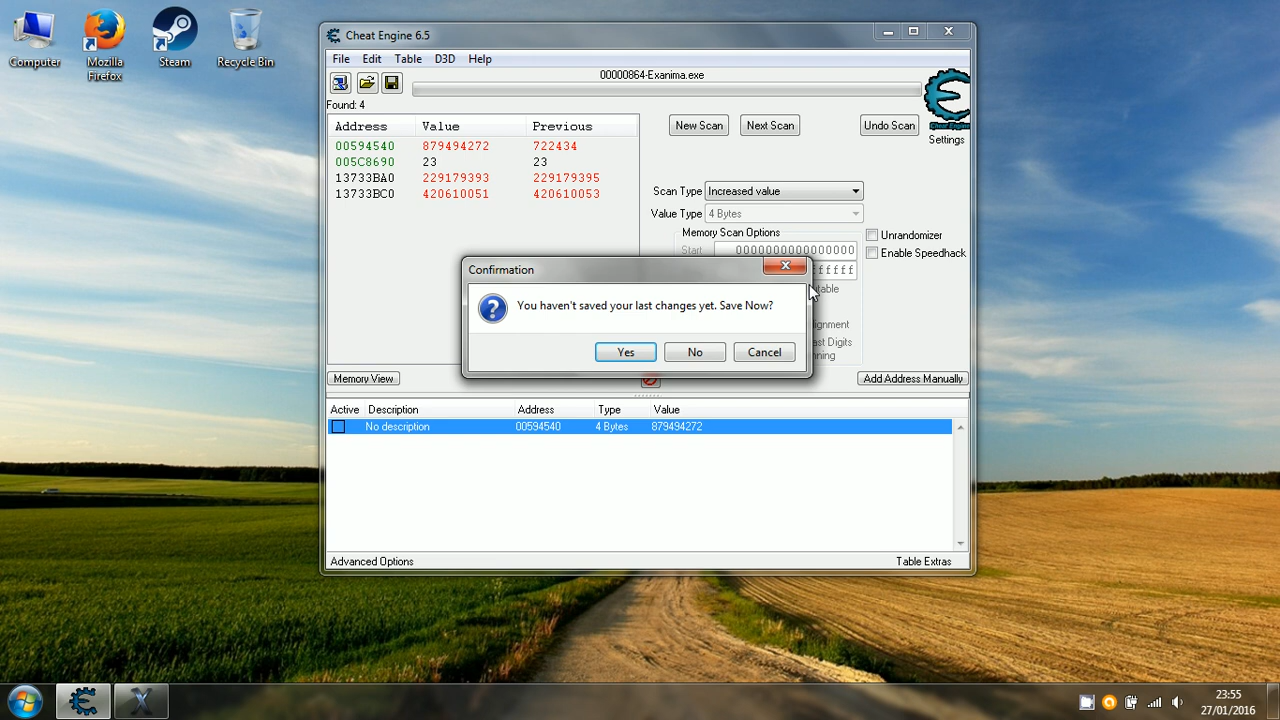 Computer
Mozilla Firefox
Steam
Recycle Bin
Cheat Engine 6.5
File Edit Table D3D Help
00000864-Exanima.exe
Found: 4
Address Value Previous
00594540 879494272 722434
005C8690 23 23
13733BA0 229179393 229179395
13733BC0 420610051 420610053
New Scan Next Scan Undo Scan
Cheat Engine
Settings
Scan Type Increased value
Value Type 4 Bytes
Memory Scan Options
Start 0000000000000000
Unrandomizer
Enable Speedhack
Confirmation
You haven't saved your last changes yet. Save Now?
Yes No Cancel
Memory View
Add Address Manually
Active Description Address Type Value
No description 00594540 4 Bytes 879494272
Advanced Options
Table Extras
23:55
27/01/2016